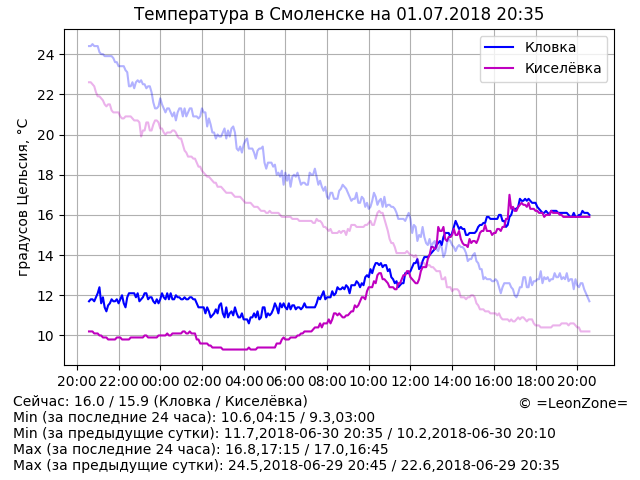 Температура в Смоленске на 01.07.2018 20:35
Кловка
Киселёвка
градусов Цельсия, °C
24
22
20
18
16
14
12
10
20:00 22:00 00:00 02:00 04:00 06:00 08:00 10:00 12:00 14:00 16:00 18:00 20:00
Сейчас: 16.0 / 15.9 (Кловка / Киселёвка)
© =LeonZone=
Min (за последние 24 часа): 10.6,04:15 / 9.3,03:00
Min (за предыдущие сутки): 11.7,2018-06-30 20:35 / 10.2,2018-06-30 20:10
Max (за последние 24 часа): 16.8,17:15 / 17.0,16:45
Max (за предыдущие сутки): 24.5,2018-06-29 20:45 / 22.6,2018-06-29 20:35